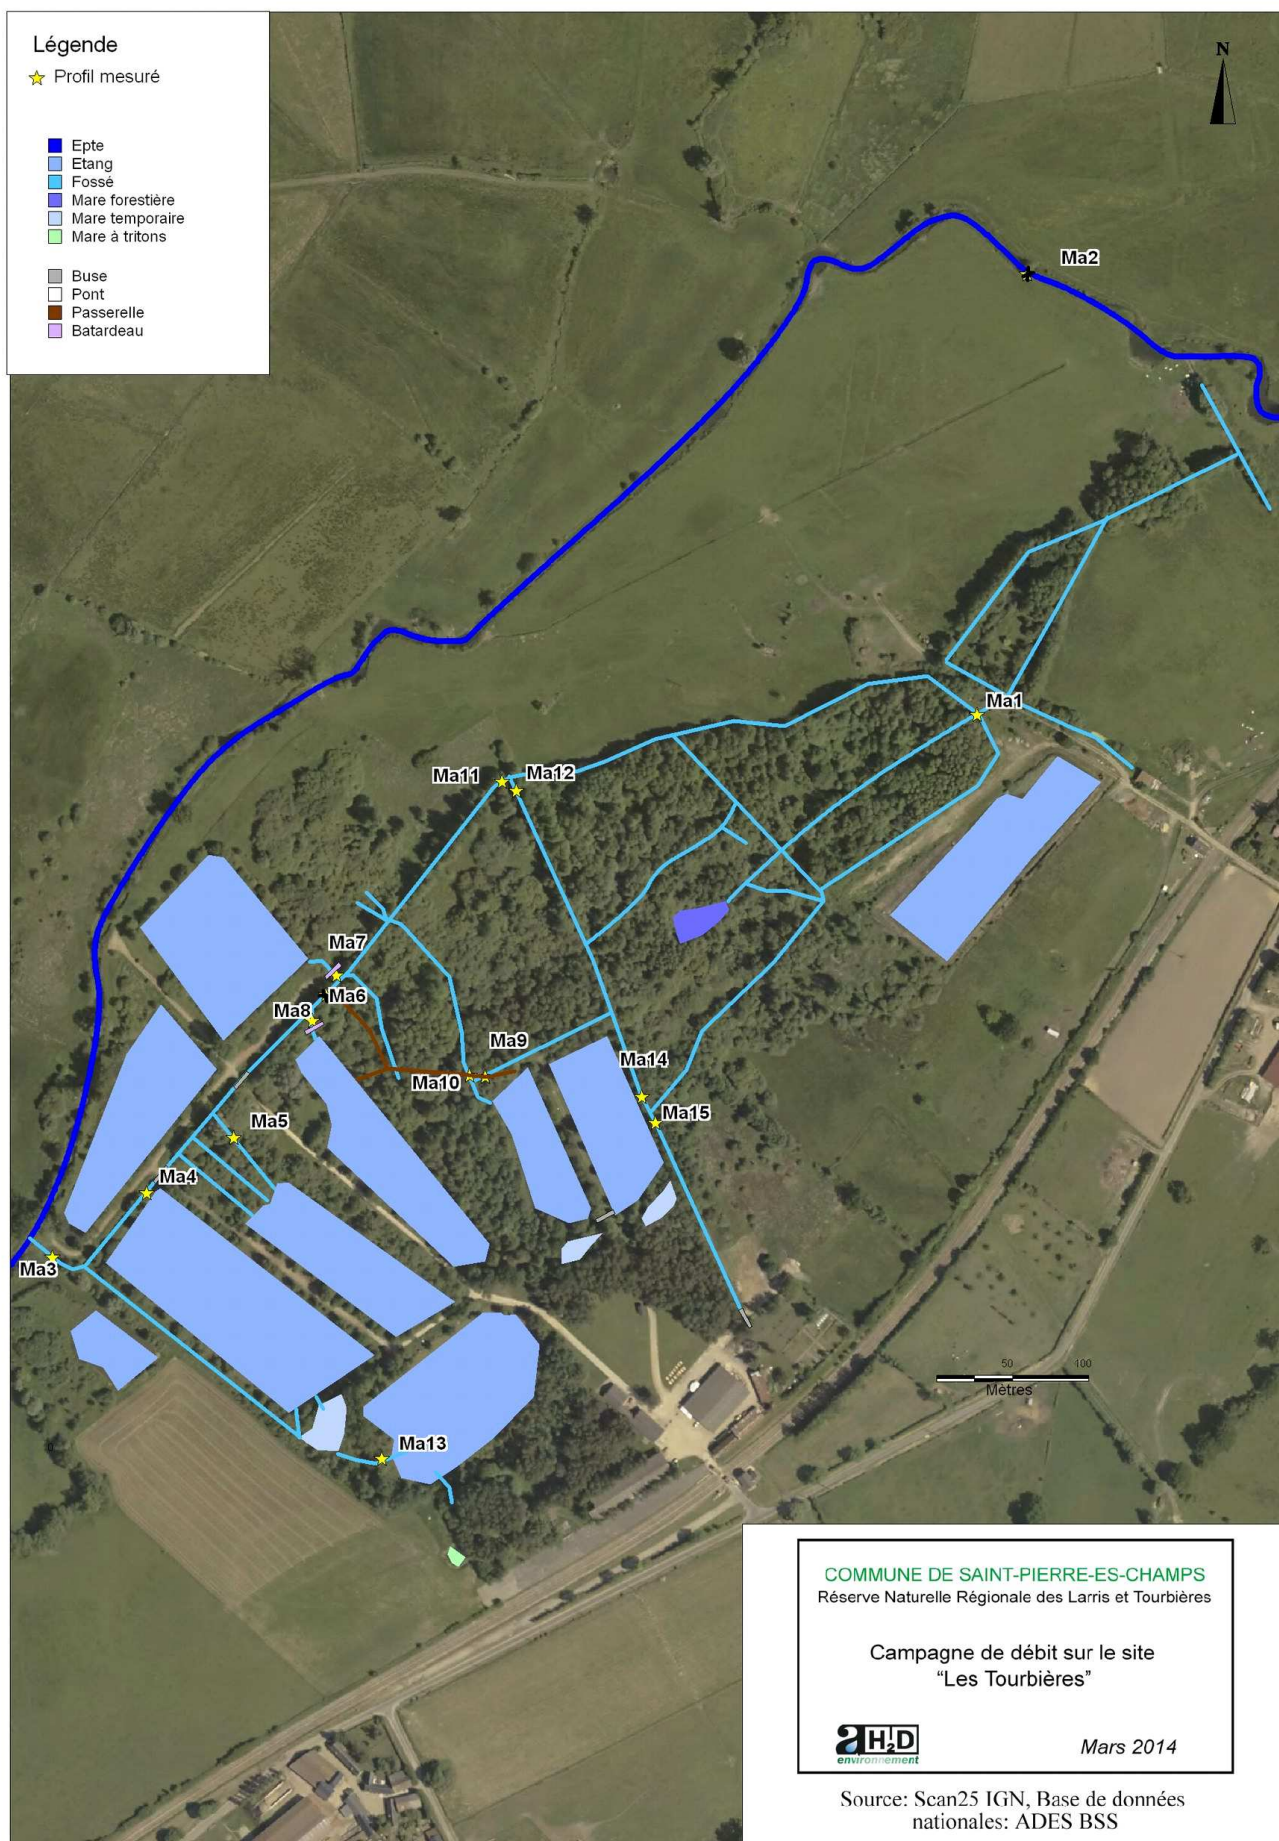 Légende
Profil mesuré
Epte
Etang
Fossé
Mare forestière
Mare temporaire
Mare à tritons
Buse
Pont
Passerelle
Batardeau
N
Ma2
Ma1
Ma11
Ma12
Ma7
Ma6
Ma8
Ma9
Ma10
Ma14
Ma15
Ma5
Ma4
Ma3
Ma13
0
50
100
Mètres
COMMUNE DE SAINT-PIERRE-ES-CHAMPS
Réserve Naturelle Régionale des Larris et Tourbières
Campagne de débit sur le site
“Les Tourbières”
aH2D
environnement
Mars 2014
Source: Scan25 IGN, Base de données
nationales: ADES BSS